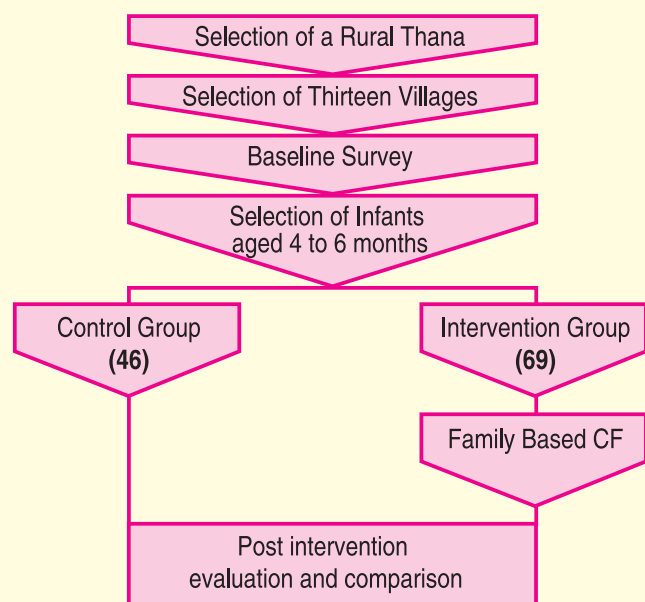 Selection of a Rural Thana
Selection of Thirteen Villages
Baseline Survey
Selection of Infants
aged 4 to 6 months
Control Group
(46)
Intervention Group
(69)
Family Based CF
Post intervention
evaluation and comparison